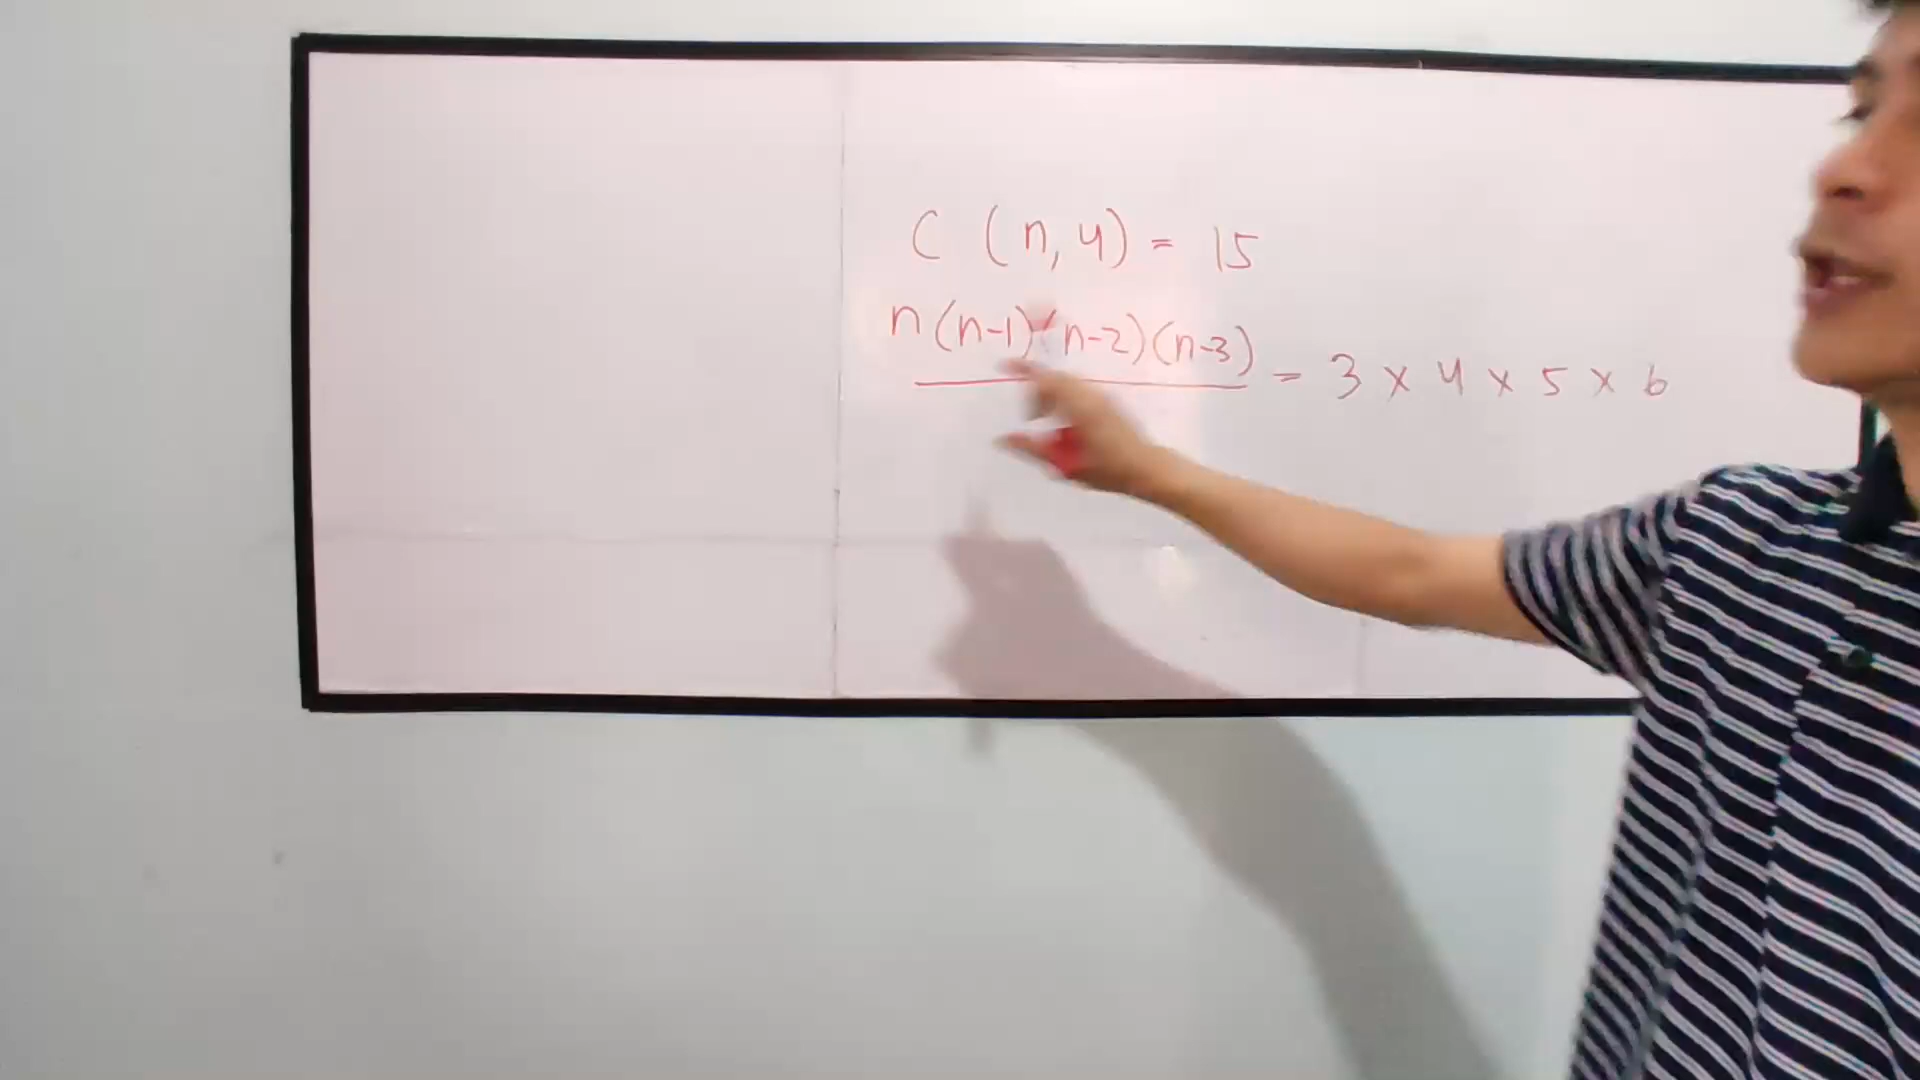 C (n, 4) = 15
n(n-1)(n-2)(n-3) = 3 x 4 x 5 x 6